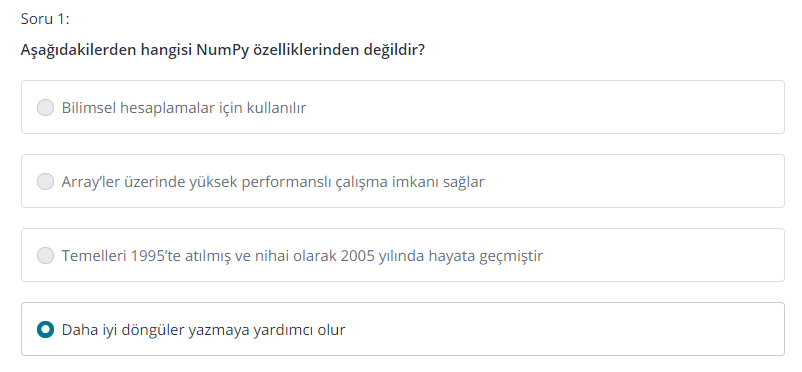 Soru 1:
Aşağıdakilerden hangisi NumPy özelliklerinden değildir?
Bilimsel hesaplamalar için kullanılır
Array’ler üzerinde yüksek performanslı çalışma imkanı sağlar
Temelleri 1995’te atılmış ve nihai olarak 2005 yılında hayata geçmiştir
Daha iyi döngüler yazmaya yardımcı olur